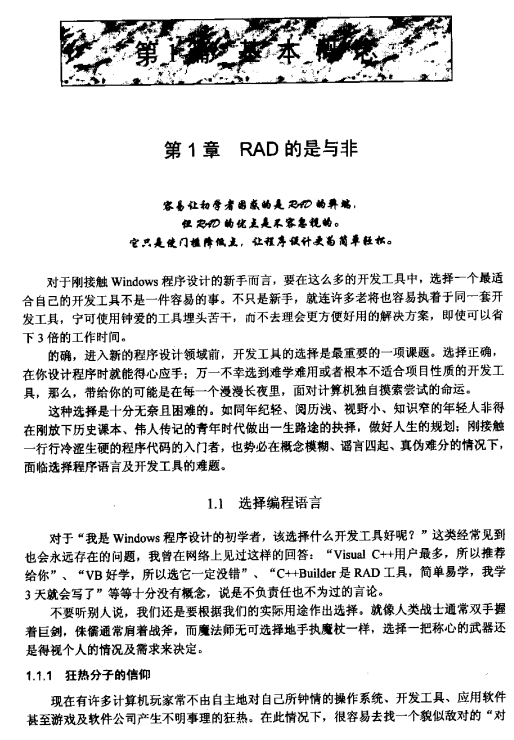 第1篇 基本概念
第 1 章 RAD 的是与非
容易让初学者困惑的是 RAD 的弊端，
但 RAD 的优点是不容忽视的。
它只是使门槛降低点，让程序设计更为简单轻松。
对于刚接触 Windows 程序设计的新手而言，要在这么多的开发工具中，选择一个最适
合自己的开发工具不是一件容易的事。不只是新手，就连许多老将也容易执着于同一套开
发工具，宁可使用钟爱的工具埋头苦干，而不去理会更方便好用的解决方案，即使可以省
下 3 倍的工作时间。
的确，进入新的程序设计领域前，开发工具的选择是最重要的一项课题。选择正确，
在你设计程序时就能得心应手；万一不幸选到难学难用或者根本不适合项目性质的开发工
具，那么，带给你的可能是在每一个漫漫长夜里，面对计算机独自摸索尝试的命运。
这种选择是十分无奈且困难的。如同年纪轻、阅历浅、视野小、知识窄的年轻人非得
在刚放下历史课本、伟人传记的青年时代做出一生路途的抉择，做好人生的规划；刚接触
一行行冷涩生硬的程序代码的入门者，也势必在概念模糊、谣言四起、真伪难分的情况下，
面临选择程序语言及开发工具的难题。
1.1 选择编程语言
对于“我是 Windows 程序设计的初学者，该选择什么开发工具好呢？”这类经常见到
也会永远存在的问题，我曾在网络上见过这样的回答：“Visual C++用户最多，所以推荐
给你”、“VB 好学，所以选它一定没错”、“C++Builder 是 RAD 工具，简单易学，我学
3 天就会写了”等等十分没有概念，说是不负责任也不为过的言论。
不要听别人说，我们还是要根据我们的实际用途作出选择。就像人类战士通常双手握
着巨剑，侏儒通常肩着战斧，而魔法师无可选择地手执魔杖一样，选择一把称心的武器还
是得视个人的情况及需求来决定。
1.1.1 狂热分子的信仰
现在有许多计算机玩家常不由自主地对自己所钟情的操作系统、开发工具、应用软件
甚至游戏及软件公司产生不明事理的狂热。在此情况下，很容易去找一个貌似敌对的“对